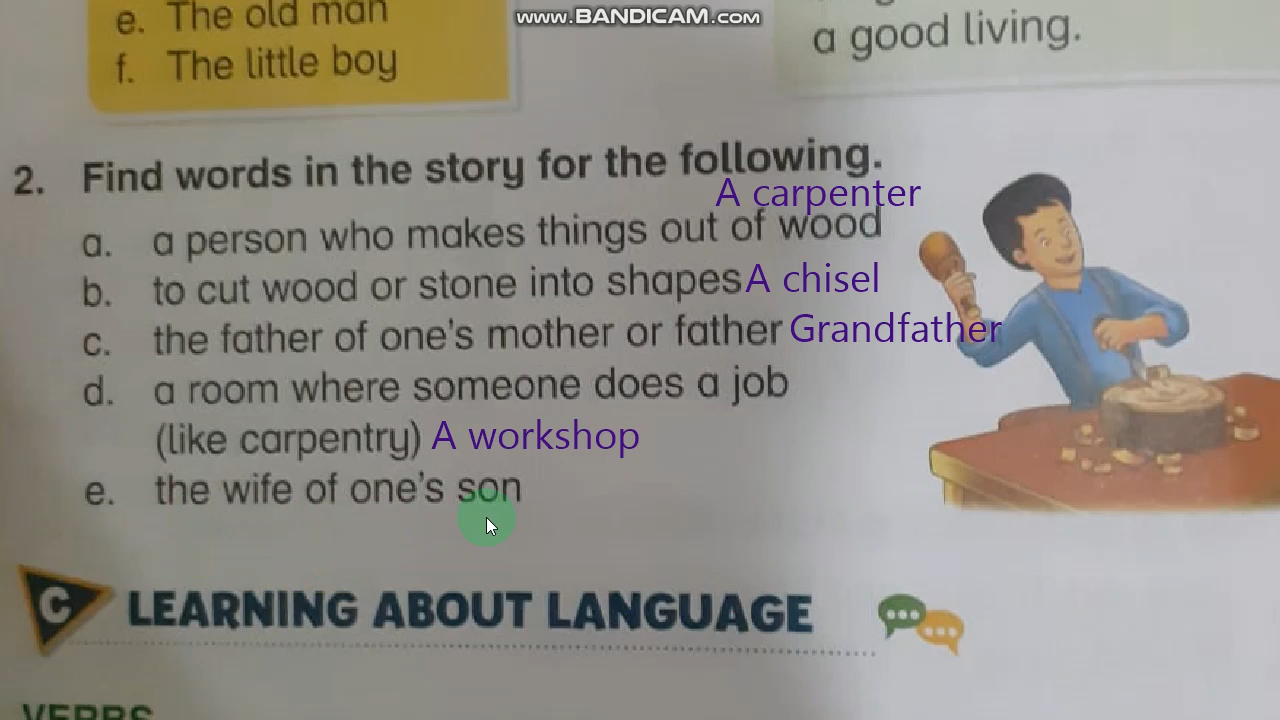 www.BANDICAM.com
e. The old man
f. The little boy
a good living.
2. Find words in the story for the following.
A carpenter
a. a person who makes things out of wood
b. to cut wood or stone into shapes A chisel
c. the father of one's mother or father Grandfather
d. a room where someone does a job
(like carpentry) A workshop
e. the wife of one's son
C LEARNING ABOUT LANGUAGE
VERBS